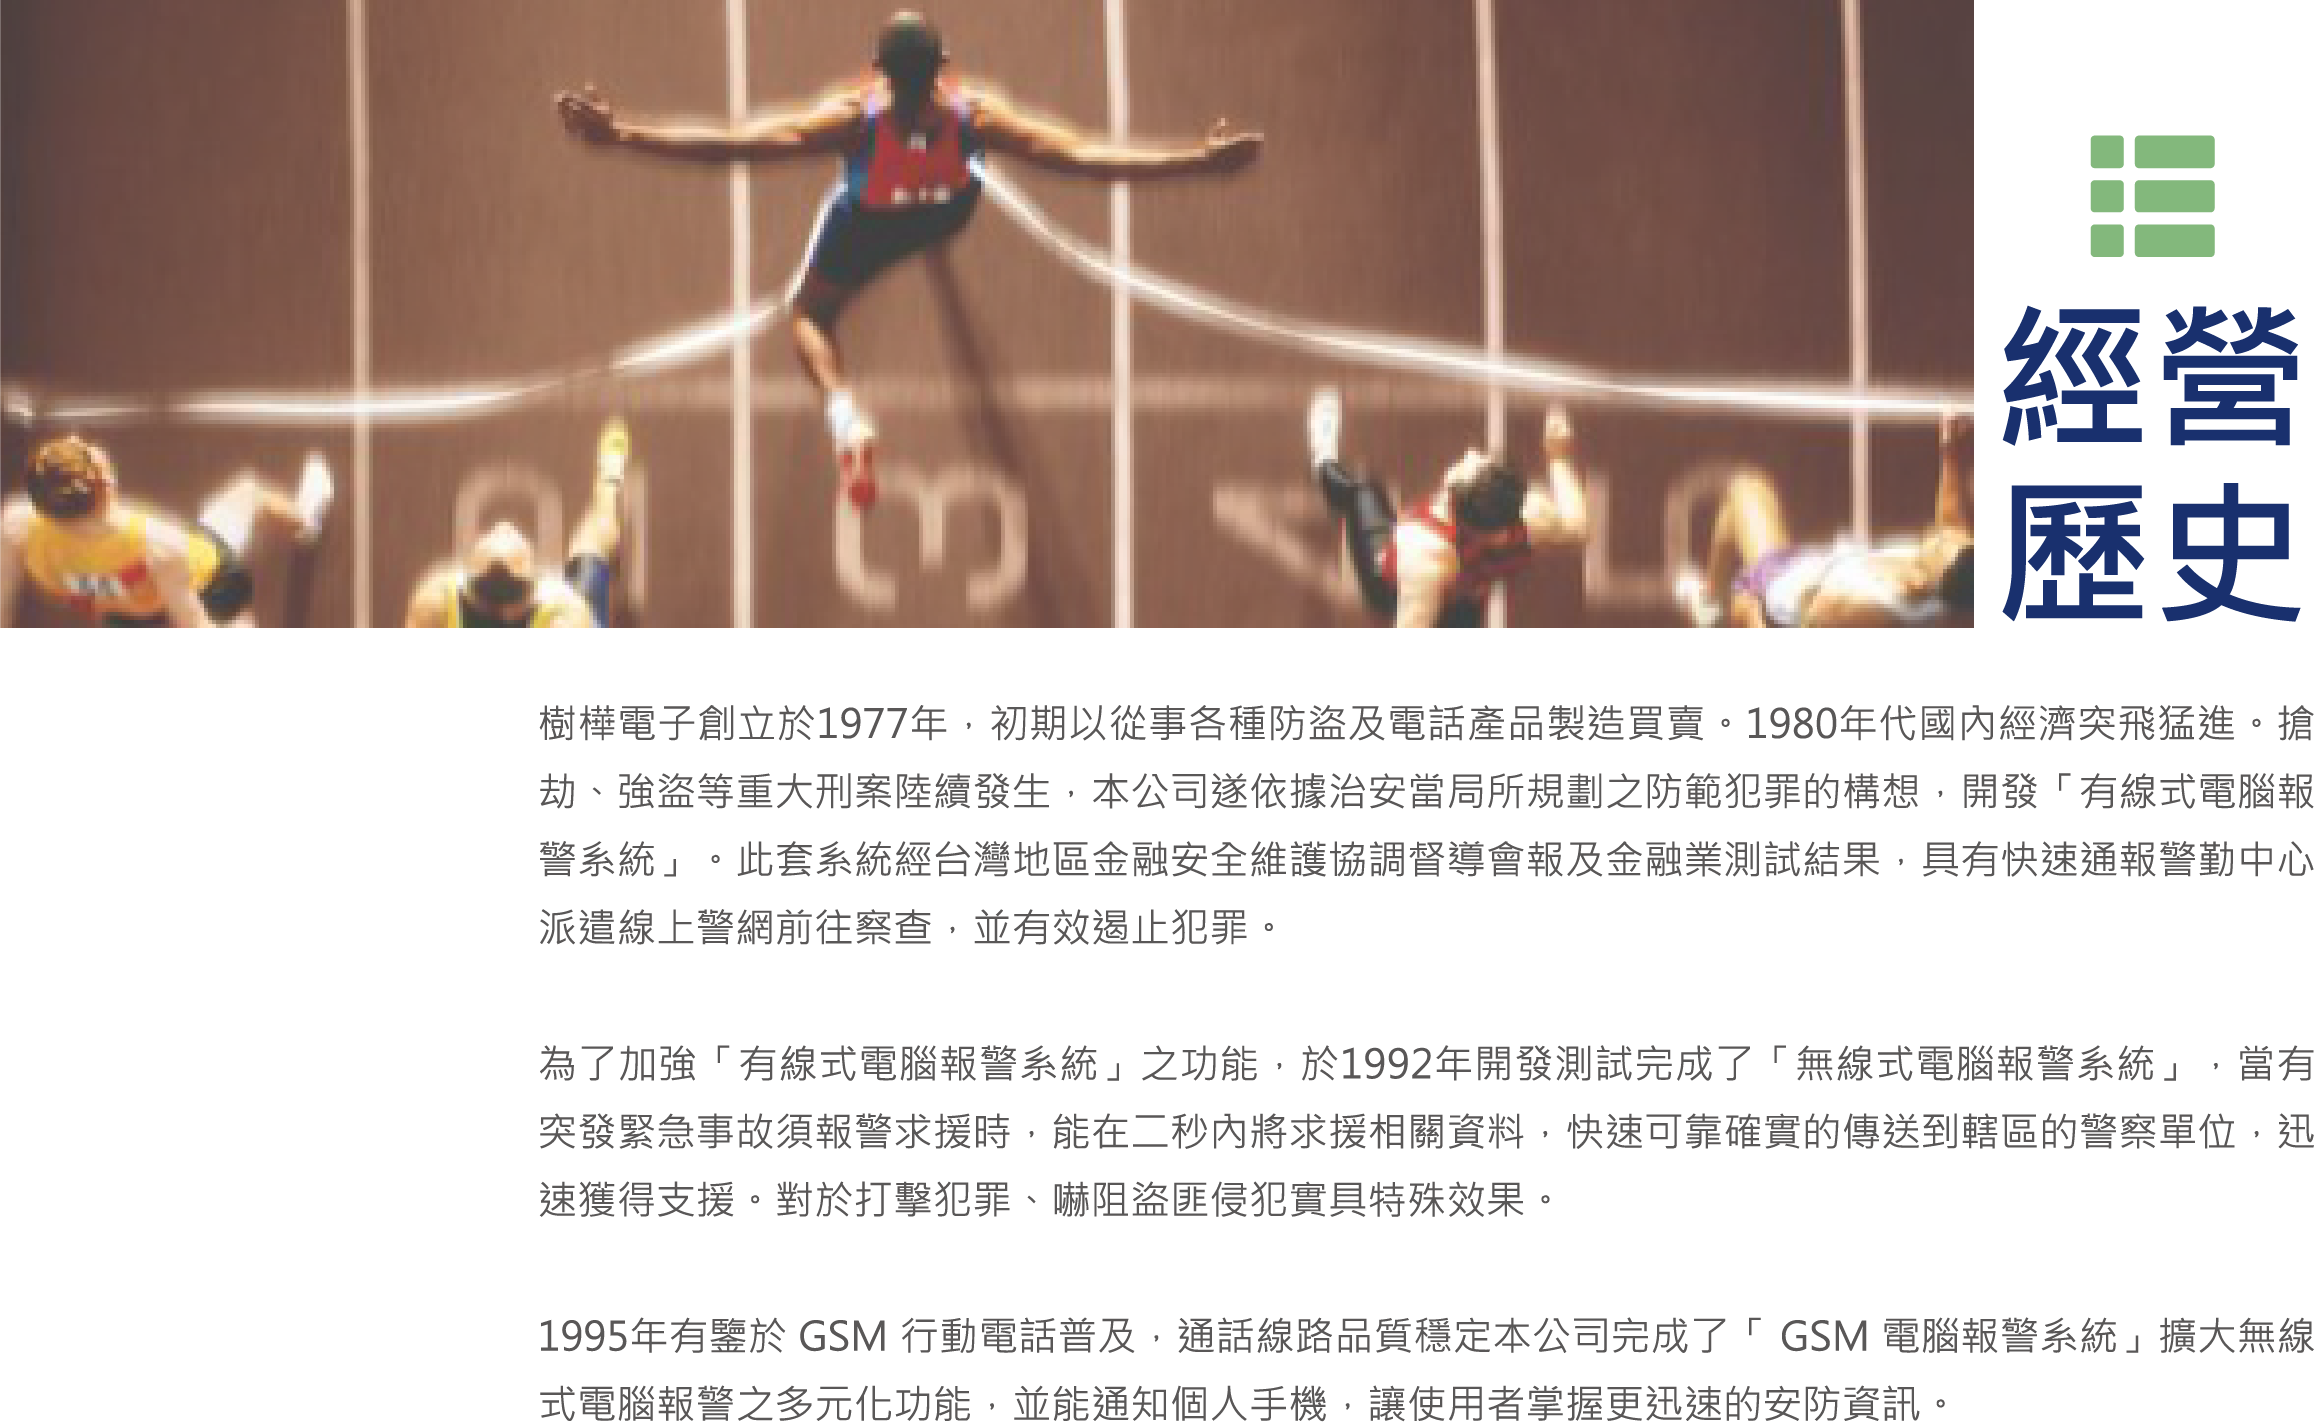 經營
歷史
樹樺電子創立於1977年，初期以從事各種防盜及電話產品製造買賣。1980年代國內經濟突飛猛進。搶
劫、強盜等重大刑案陸續發生，本公司遂依據治安當局所規劃之防範犯罪的構想，開發「有線式電腦報
警系統」。此套系統經台灣地區金融安全維護協調督導會報及金融業測試結果，具有快速通報警勤中心
派遣線上警網前往察查，並有效遏止犯罪。
為了加強「有線式電腦報警系統」之功能，於1992年開發測試完成了「無線式電腦報警系統」，當有
突發緊急事故須報警求援時，能在二秒內將求援相關資料，快速可靠確實的傳送到轄區的警察單位，迅
速獲得支援。對於打擊犯罪、嚇阻盜匪侵犯實具特殊效果。
1995年有鑒於 GSM 行動電話普及，通話線路品質穩定本公司完成了「 GSM 電腦報警系統」擴大無線
式電腦報警之多元化功能，並能通知個人手機，讓使用者掌握更迅速的安防資訊。